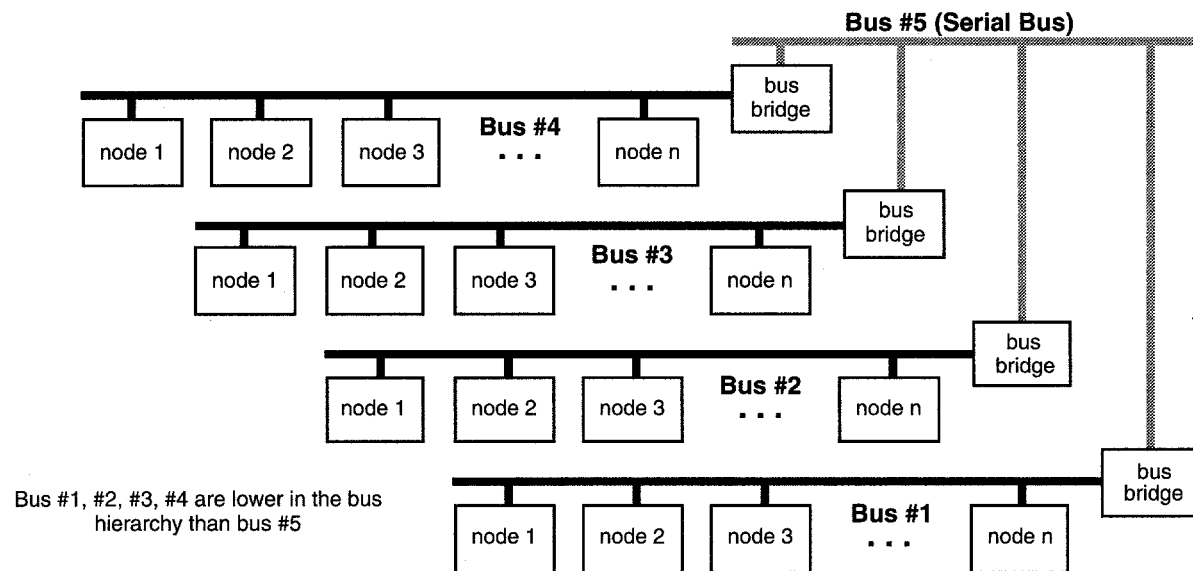 Bus #5 (Serial Bus)
bus
bridge
node 1
node 2
node 3
Bus #4
. . .
node n
bus
bridge
node 1
node 2
node 3
Bus #3
. . .
node n
bus
bridge
node 1
node 2
node 3
Bus #2
. . .
node n
bus
bridge
node 1
node 2
node 3
Bus #1
. . .
node n
Bus #1, #2, #3, #4 are lower in the bus
hierarchy than bus #5